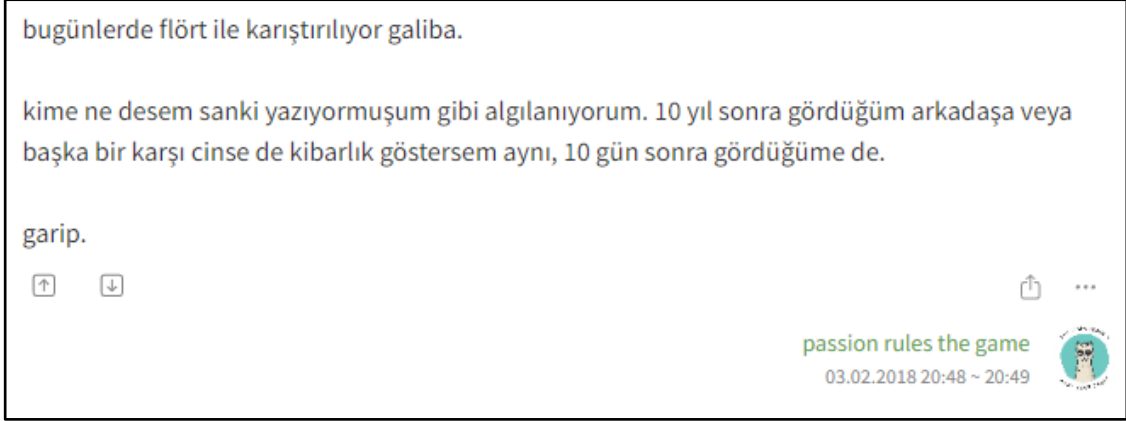 bugünlerde flört ile karıştırılıyor galiba.
kime ne desem sanki yazıyormuşum gibi algılanıyorum. 10 yıl sonra gördüğüm arkadaşa veya
başka bir karşı cinse de kibarlık göstersem aynı, 10 gün sonra gördüğüme de.
garip.
passion rules the game
03.02.2018 20:48 ~ 20:49